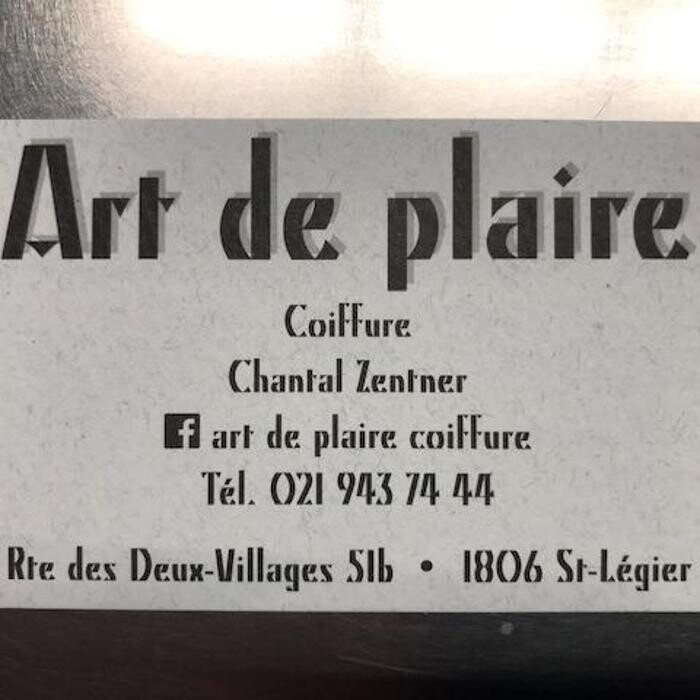 Art de plaire
Coiffure
Chantal Zentner
art de plaire coiffure
Tél. 021 943 74 44
Rte des Deux-Villages 51b • 1806 St-Légier